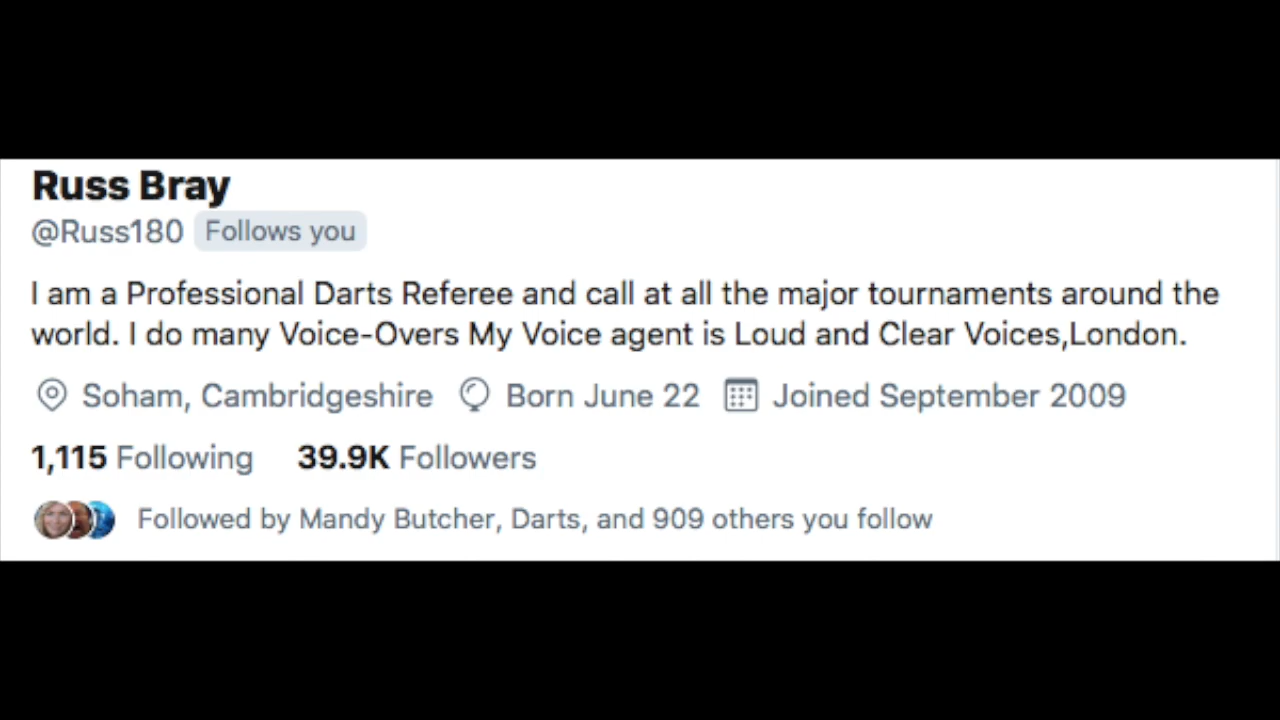 Russ Bray
@Russ180 Follows you
I am a Professional Darts Referee and call at all the major tournaments around the
world. I do many Voice-Overs My Voice agent is Loud and Clear Voices,London.
Soham, Cambridgeshire Born June 22 Joined September 2009
1,115 Following 39.9K Followers
Followed by Mandy Butcher, Darts, and 909 others you follow